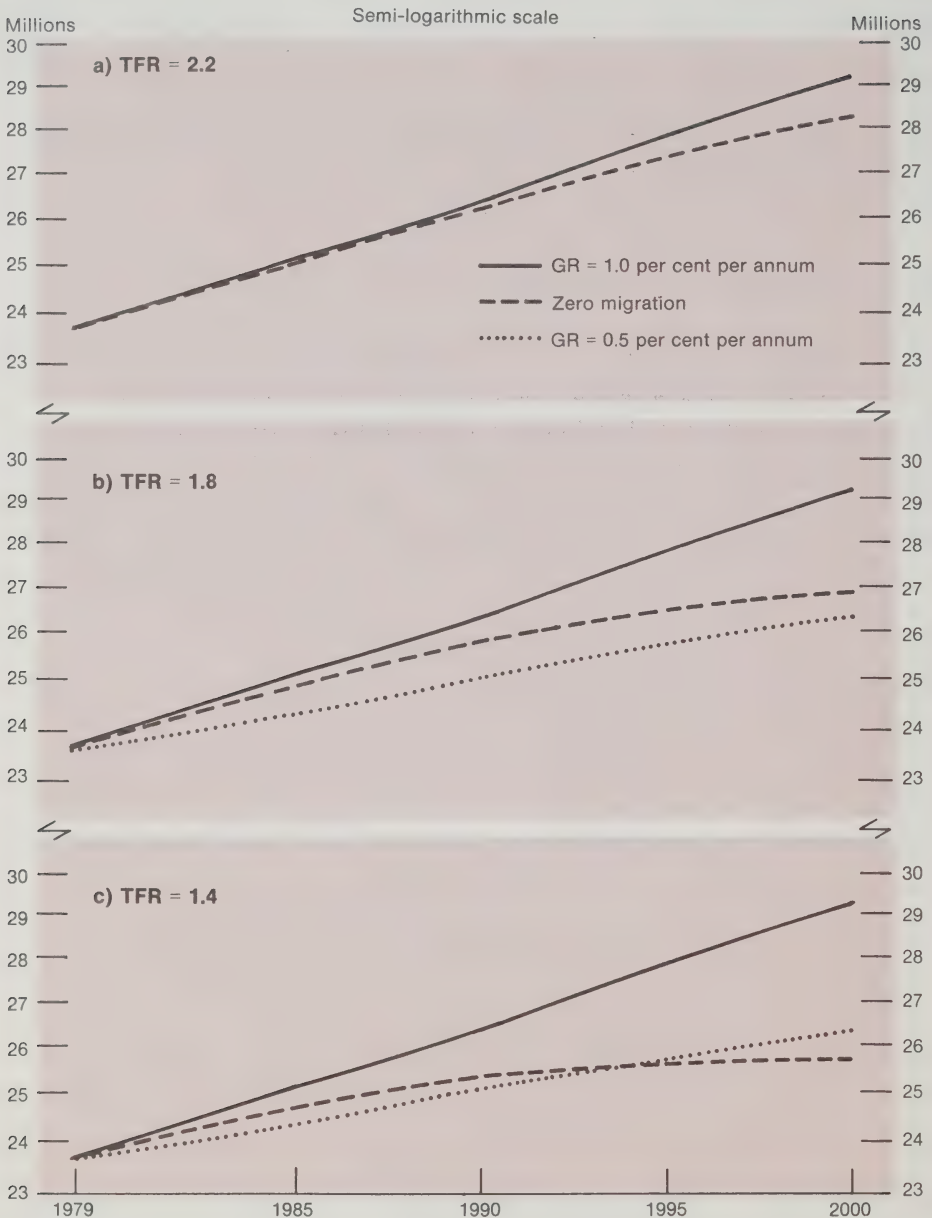 Semi-logarithmic scale
Millions Millions
30 30
a) TFR = 2.2
29 29
28 28
27 27
26 26
25 25
GR = 1.0 per cent per annum
24 24
Zero migration
23 23
GR = 0.5 per cent per annum
30 30
b) TFR = 1.8
29 29
28 28
27 27
26 26
25 25
24 24
23 23
30 30
c) TFR = 1.4
29 29
28 28
27 27
26 26
25 25
24 24
23 23
1979 1985 1990 1995 2000